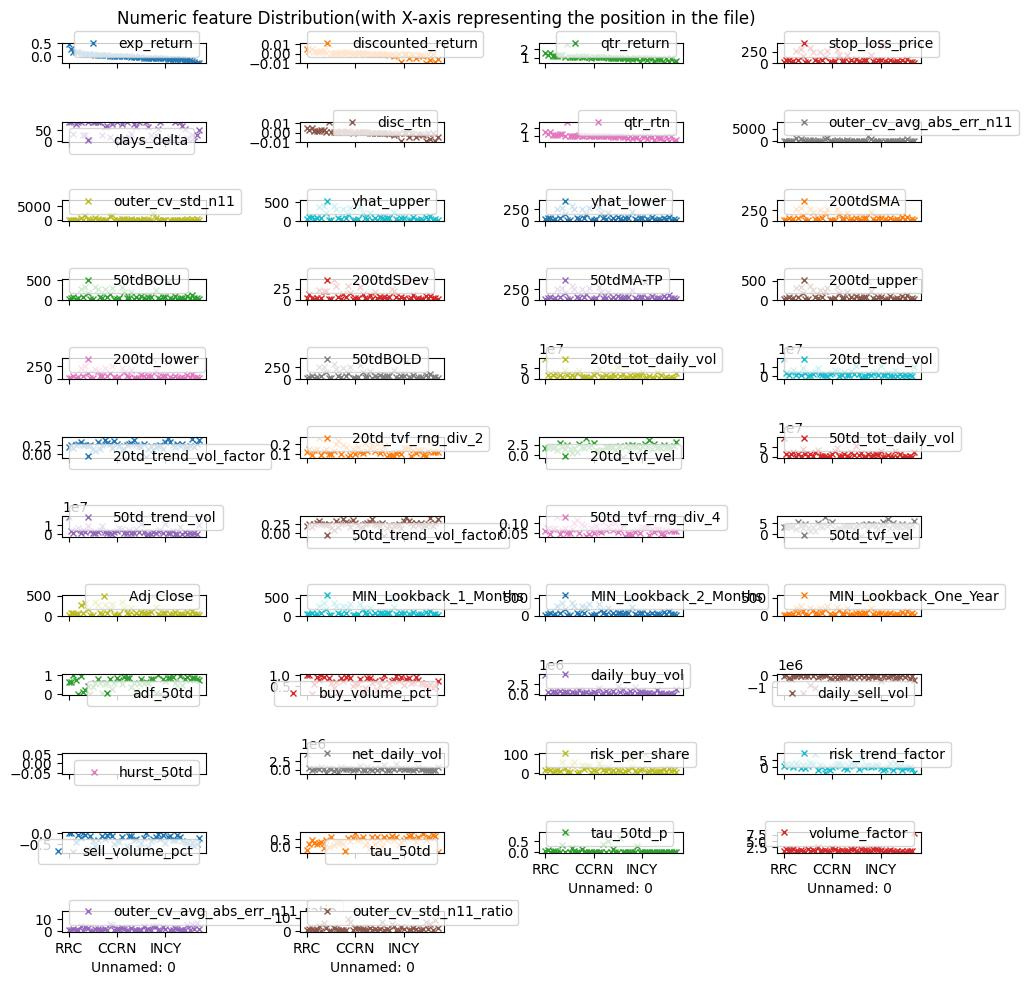 Numeric feature Distribution(with X-axis representing the position in the file)
0.5 exp_return 0.01 discounted_return 2 qtr_return 250 stop_loss_price
0.0 0.00 1 0
−0.01
50 days_delta 0.01 disc_rtn 2 qtr_rtn 5000 outer_cv_avg_abs_err_n11
0 0.00 1 0
−0.01
5000 outer_cv_std_n11 500 yhat_upper 250 yhat_lower 250 200tdSMA
0 0 0 0
500 50tdBOLU 25 200tdSDev 250 50tdMA-TP 500 200td_upper
0 0 0 0
250 200td_lower 250 50tdBOLD 1e7 5 20td_tot_daily_vol 1e7 1 20td_trend_vol
0 0 0 0
0.25 20td_trend_vol_factor 0.2 20td_tvf_rng_div_2 2.5 20td_tvf_vel 1e7 5 50td_tot_daily_vol
0.00 0.1 0.0 0
1e7 1 50td_trend_vol 0.25 50td_trend_vol_factor 0.10 50td_tvf_rng_div_4 5 50td_tvf_vel
0 0.00 0.05 0
500 Adj Close 500 MIN_Lookback_1_Months 500 MIN_Lookback_2_Months 500 MIN_Lookback_One_Year
0 0 0 0
1 adf_50td 1.0 buy_volume_pct 1e6 2.5 daily_buy_vol 1e6 0 daily_sell_vol
0 0.5 0.0 −1
0.05 hurst_50td 1e6 2.5 net_daily_vol 100 risk_per_share 5 risk_trend_factor
0.00 0.0 0 0
−0.05
0.0 sell_volume_pct 0.5 tau_50td 0.5 tau_50td_p 7.5 volume_factor
−0.5 0.0 0.0 5.0
2.5
RRC CCRN INCY RRC CCRN INCY
Unnamed: 0 Unnamed: 0
10 outer_cv_avg_abs_err_n11 10 outer_cv_std_n11_ratio
0 0
RRC CCRN INCY RRC CCRN INCY
Unnamed: 0 Unnamed: 0